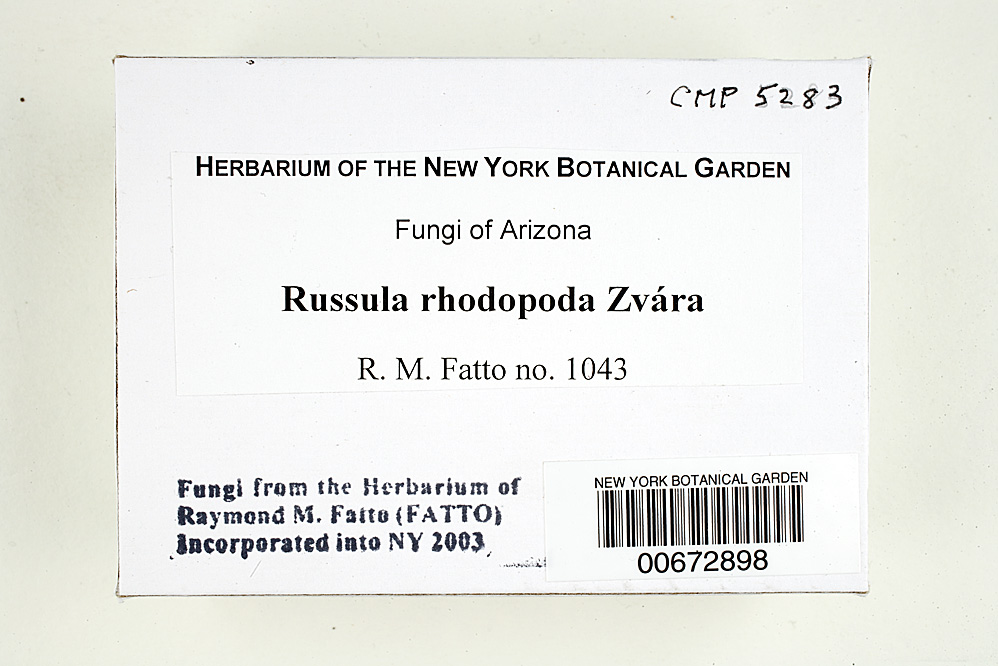 CMP 5283
HERBARIUM OF THE NEW YORK BOTANICAL GARDEN
Fungi of Arizona
Russula rhodopoda Zvára
R. M. Fatto no. 1043
Fungi from the Herbarium of
Raymond M. Fatto (FATTO)
Incorporated into NY 2003
NEW YORK BOTANICAL GARDEN
00672898